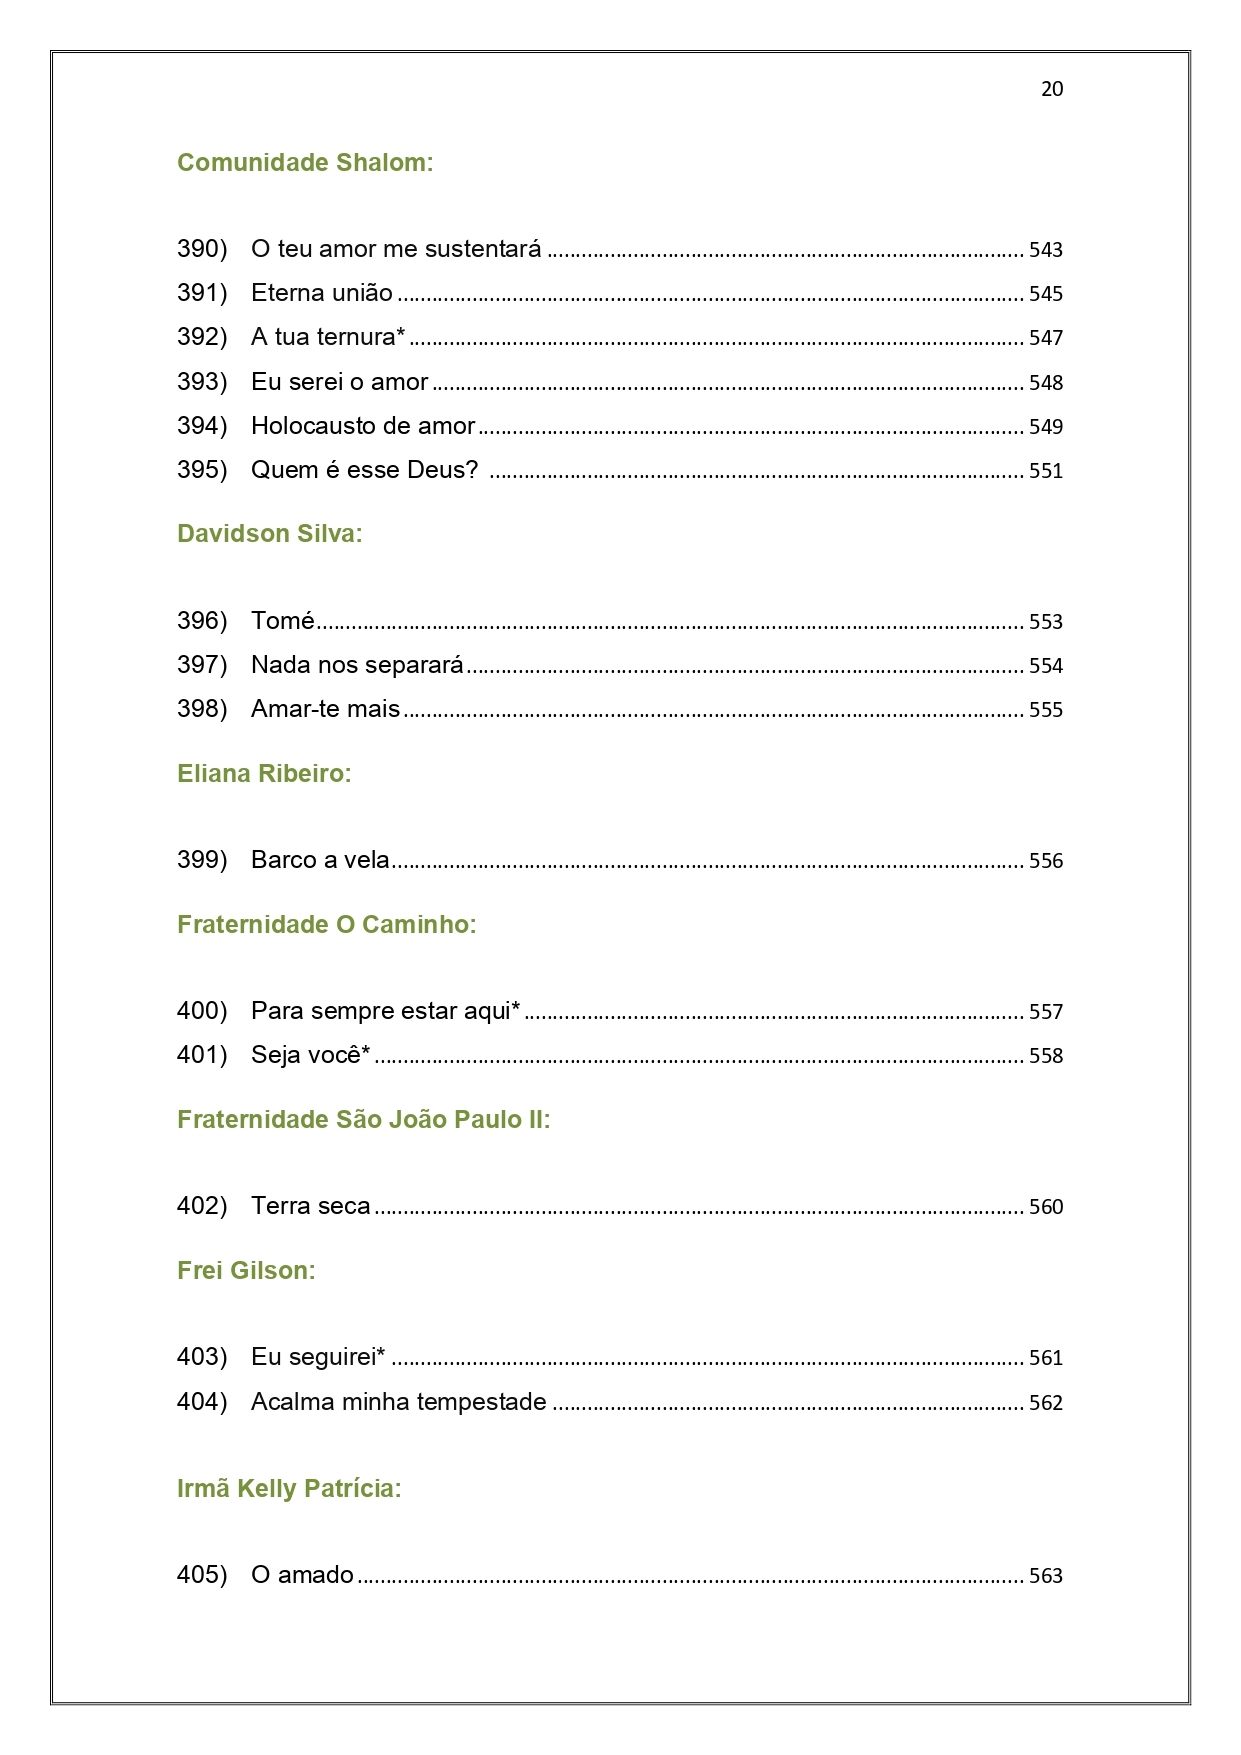 20
Comunidade Shalom:
390) O teu amor me sustentará ........ 543
391) Eterna união ........ 545
392) A tua ternura* ........ 547
393) Eu serei o amor ........ 548
394) Holocausto de amor ........ 549
395) Quem é esse Deus? ........ 551
Davidson Silva:
396) Tomé ........ 553
397) Nada nos separará ........ 554
398) Amar-te mais ........ 555
Eliana Ribeiro:
399) Barco a vela ........ 556
Fraternidade O Caminho:
400) Para sempre estar aqui* ........ 557
401) Seja você* ........ 558
Fraternidade São João Paulo II:
402) Terra seca ........ 560
Frei Gilson:
403) Eu seguirei* ........ 561
404) Acalma minha tempestade ........ 562
Irmã Kelly Patrícia:
405) O amado ........ 563